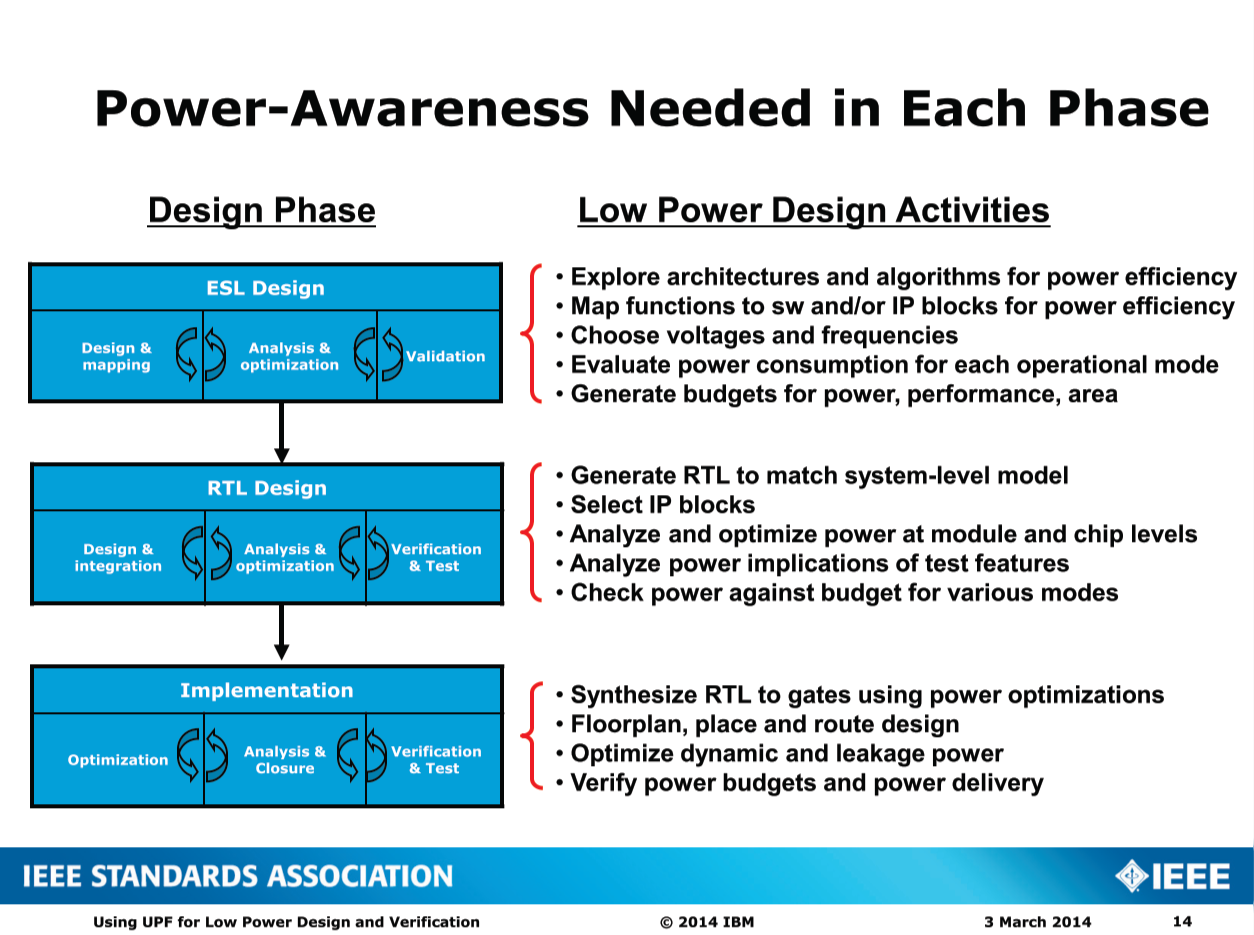 Power-Awareness Needed in Each Phase
Design Phase
Low Power Design Activities
ESL Design
Design &
mapping
Analysis &
optimization
Validation
• Explore architectures and algorithms for power efficiency
• Map functions to sw and/or IP blocks for power efficiency
• Choose voltages and frequencies
• Evaluate power consumption for each operational mode
• Generate budgets for power, performance, area
RTL Design
Design &
integration
Analysis &
optimization
Verification
& Test
• Generate RTL to match system-level model
• Select IP blocks
• Analyze and optimize power at module and chip levels
• Analyze power implications of test features
• Check power against budget for various modes
Implementation
Optimization
Analysis &
Closure
Verification
& Test
• Synthesize RTL to gates using power optimizations
• Floorplan, place and route design
• Optimize dynamic and leakage power
• Verify power budgets and power delivery
IEEE STANDARDS ASSOCIATION
IEEE
Using UPF for Low Power Design and Verification
© 2014 IBM
3 March 2014
14